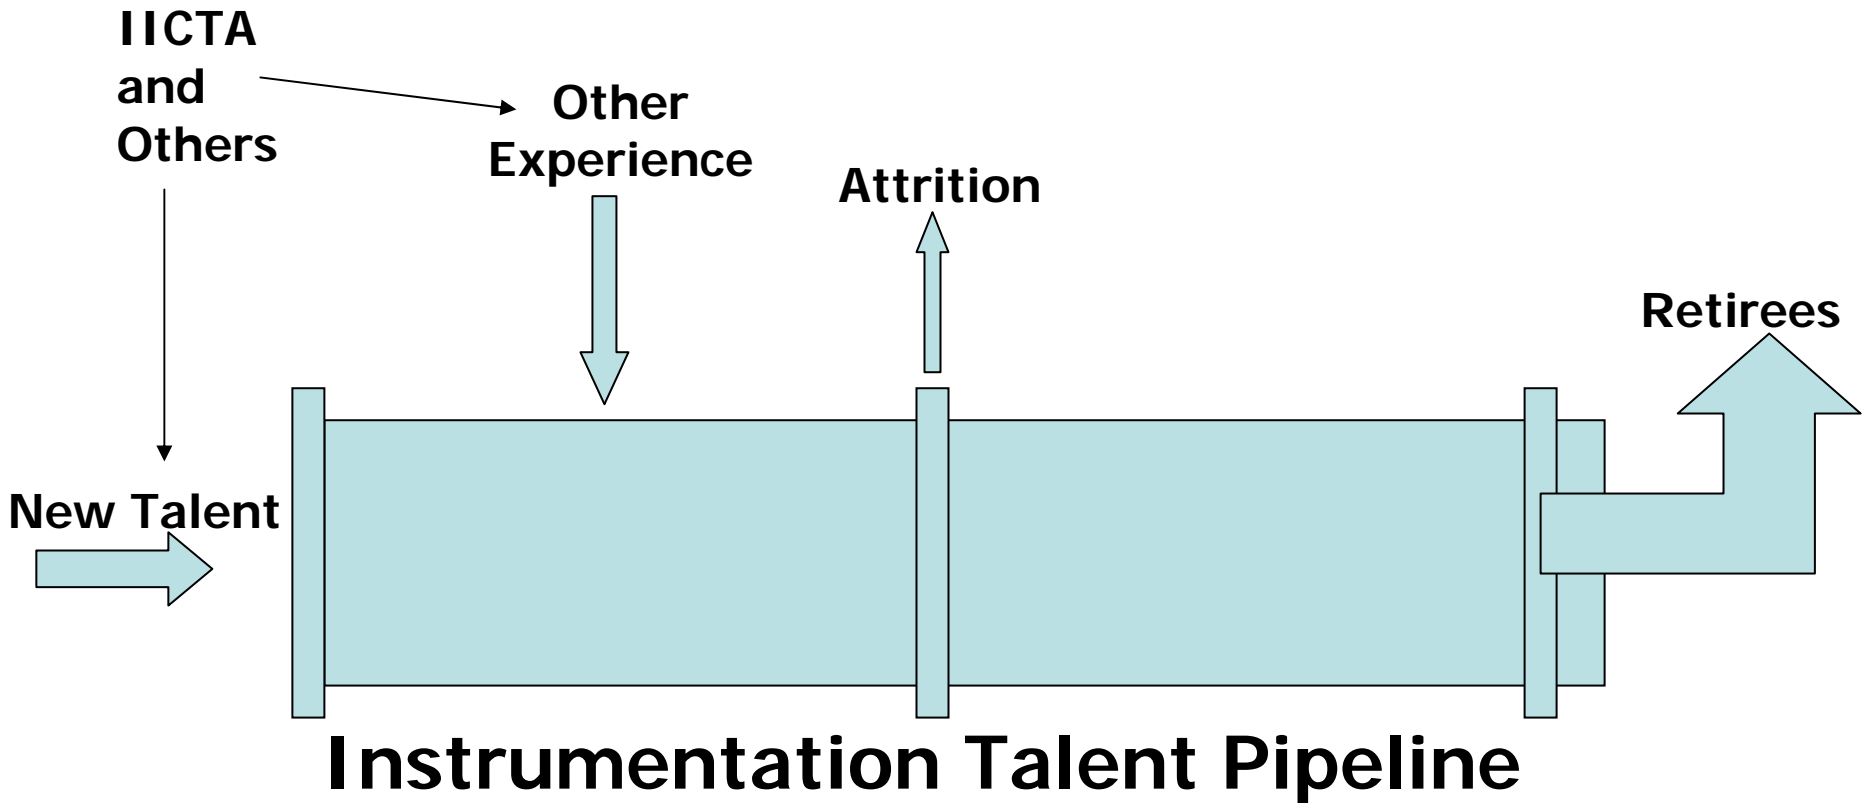 IICTA
and
Others
Other
Experience
Attrition
Retirees
New Talent
Instrumentation Talent Pipeline